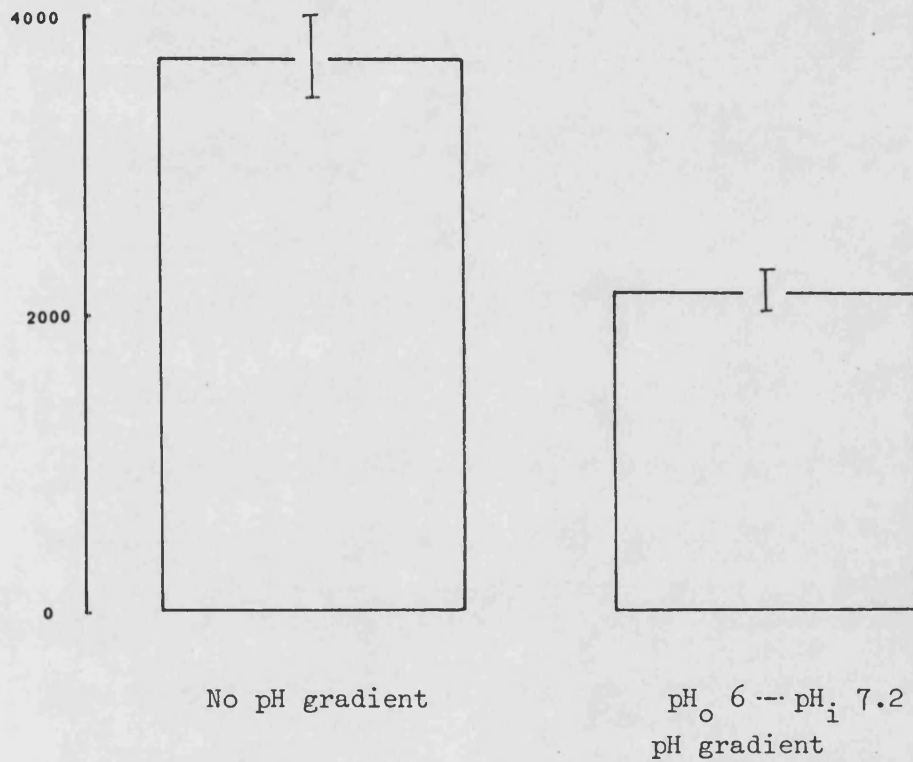 4000
2000
0
No pH gradient
pHo 6 --- pHi 7.2
pH gradient